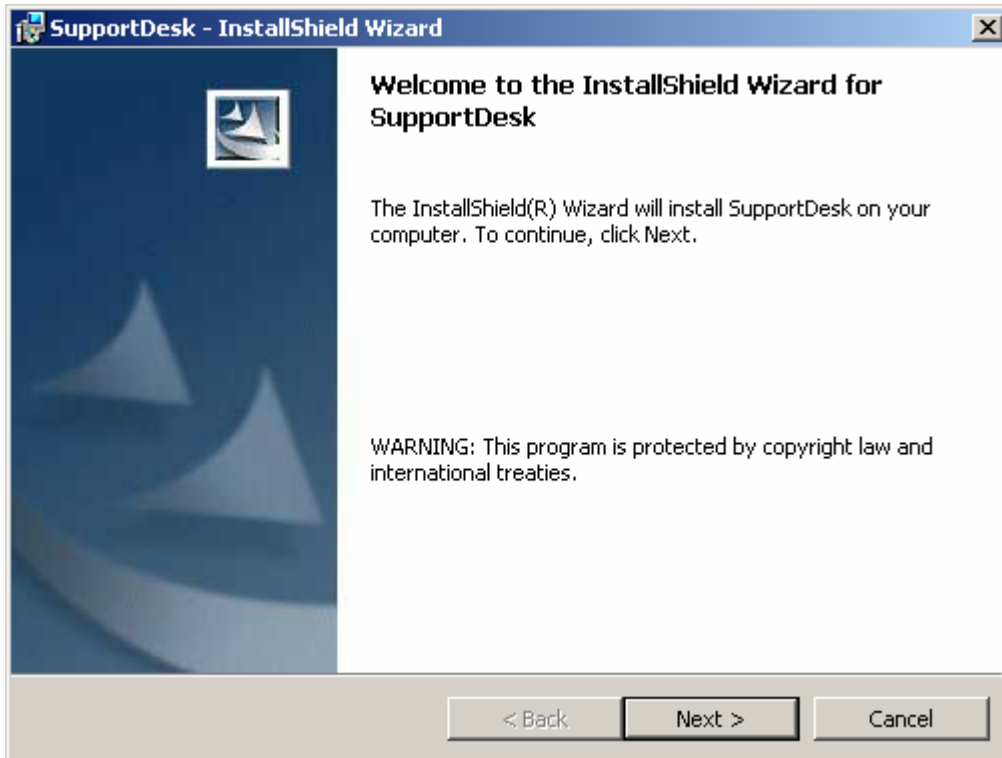 SupportDesk - InstallShield Wizard
Welcome to the InstallShield Wizard for
SupportDesk
The InstallShield(R) Wizard will install SupportDesk on your
computer. To continue, click Next.
WARNING: This program is protected by copyright law and
international treaties.
< Back
Next >
Cancel